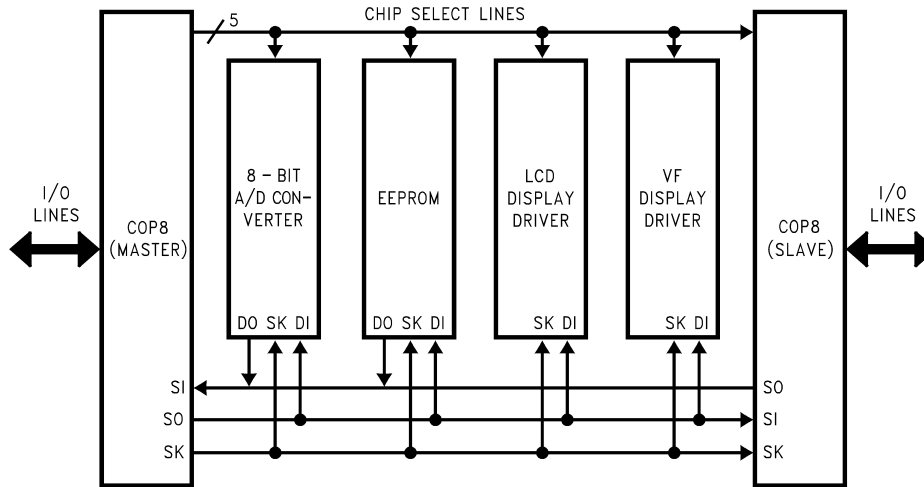 CHIP SELECT LINES
5
8 - BIT
A/D CON-
VERTER
EEPROM
LCD
DISPLAY
DRIVER
VF
DISPLAY
DRIVER
I/O
LINES
COP8
(MASTER)
I/O
LINES
COP8
(SLAVE)
DO SK DI
DO SK DI
SK DI
SK DI
SI
SO
SO
SI
SK
SK